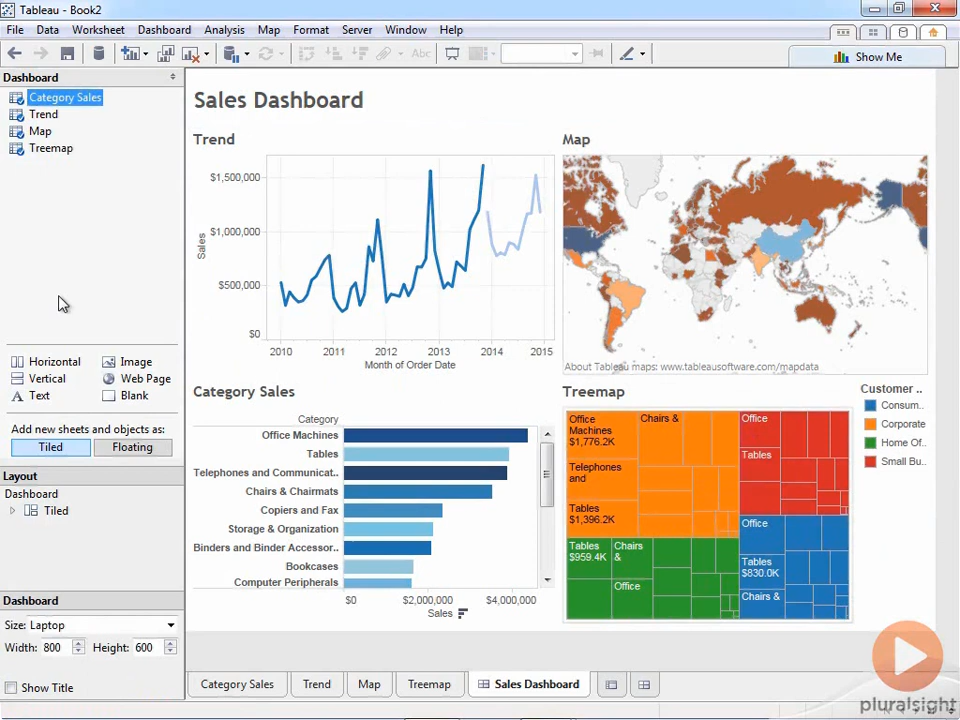 Tableau - Book2
File Data Worksheet Dashboard Analysis Map Format Server Window Help
Abc
Show Me
Dashboard
Category Sales
Trend
Map
Treemap
Horizontal Image
Vertical Web Page
A Text Blank
Add new sheets and objects as:
Tiled Floating
Layout
Dashboard
Tiled
Dashboard
Size: Laptop
Width: 800 Height: 600
Show Title
Sales Dashboard
Trend
$1,500,000
$1,000,000
$500,000
$0
Sales
2010 2011 2012 2013 2014 2015
Month of Order Date
Map
About Tableau maps: www.tableausoftware.com/mapdata
Category Sales
Category
Office Machines
Tables
Telephones and Communicat..
Chairs & Chairmats
Copiers and Fax
Storage & Organization
Binders and Binder Accessor..
Bookcases
Computer Peripherals
$0 $2,000,000 $4,000,000
Sales
Treemap
Office
Machines
$1,776.2K
Chairs &
Telephones
and
Tables
$1,396.2K
Office
Tables
Tables
$959.4K
Chairs
&
Office
Office
Tables
$830.0K
Chairs &
Customer ..
Consum..
Corporate
Home Of..
Small Bu..
Category Sales Trend Map Treemap Sales Dashboard
pluralsight